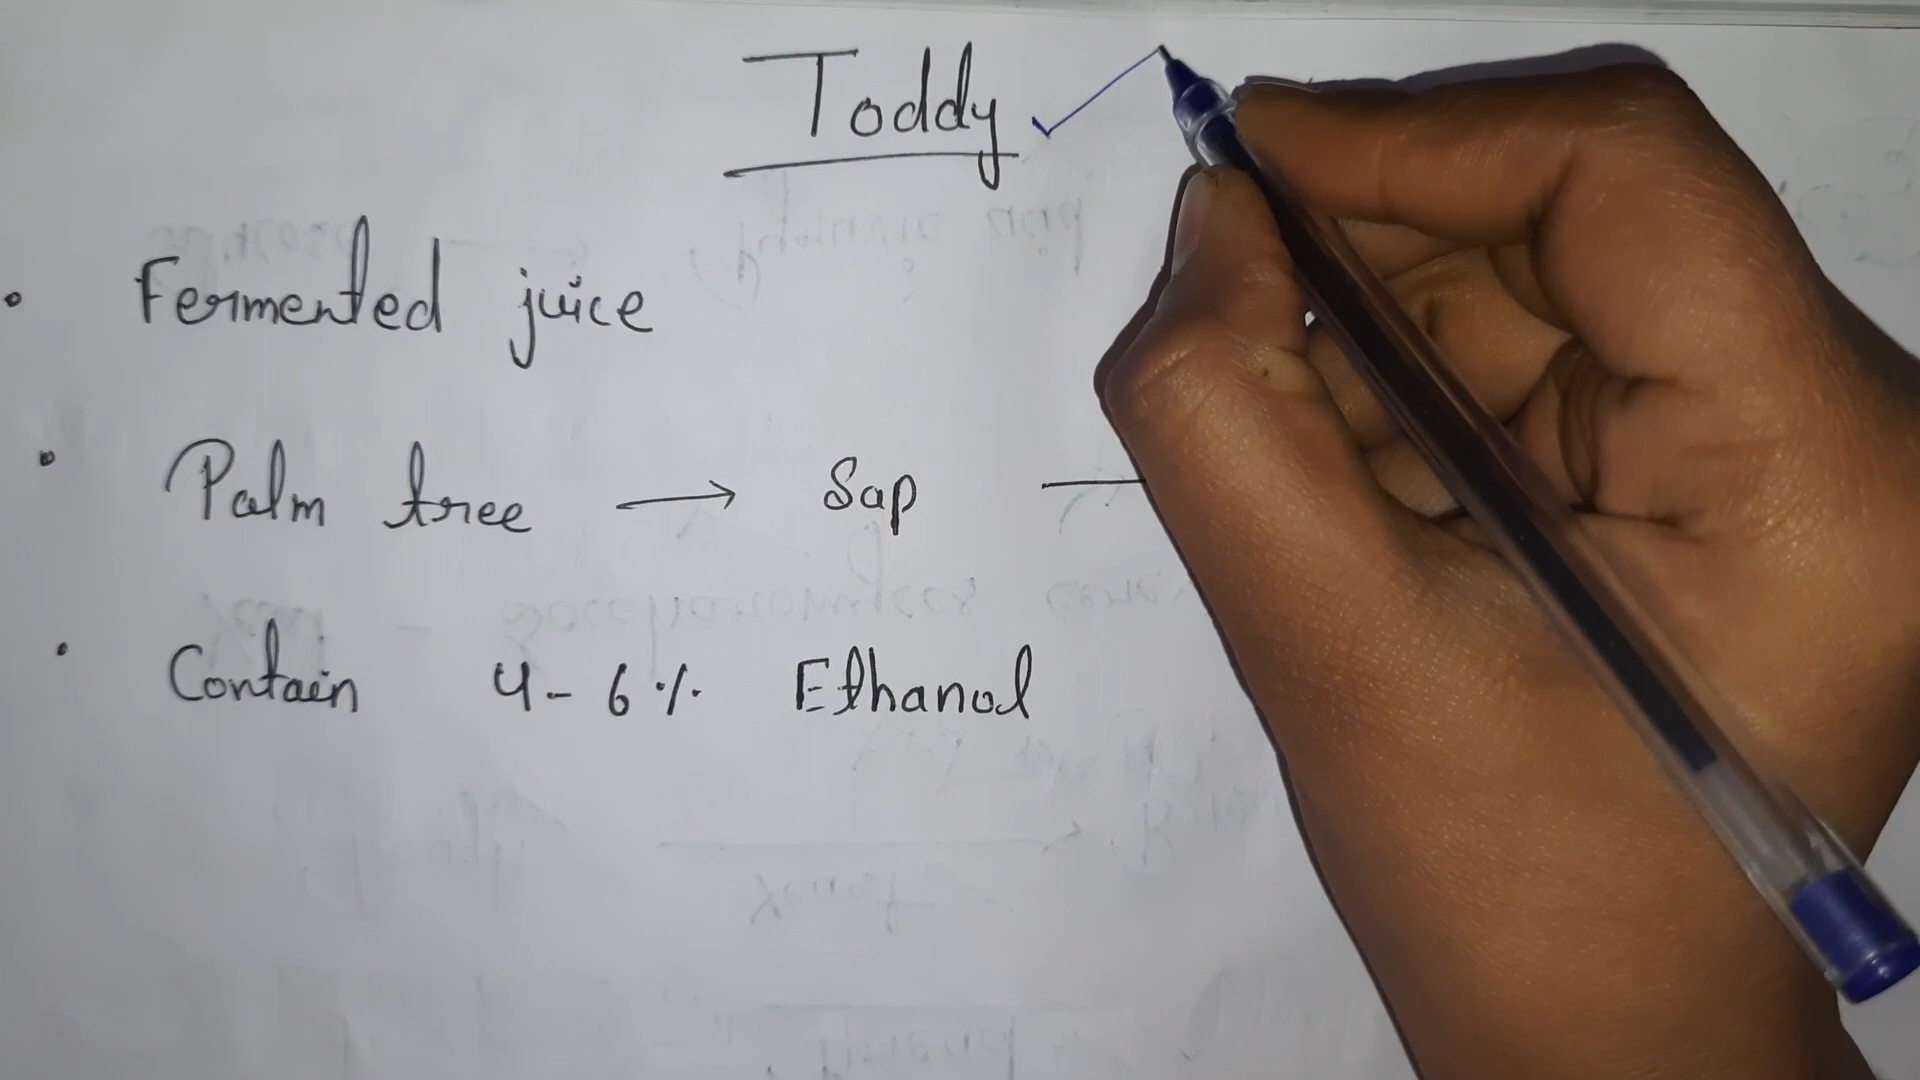 Toddy
Fermented juice
Palm tree → Sap
Contain 4-6% Ethanol